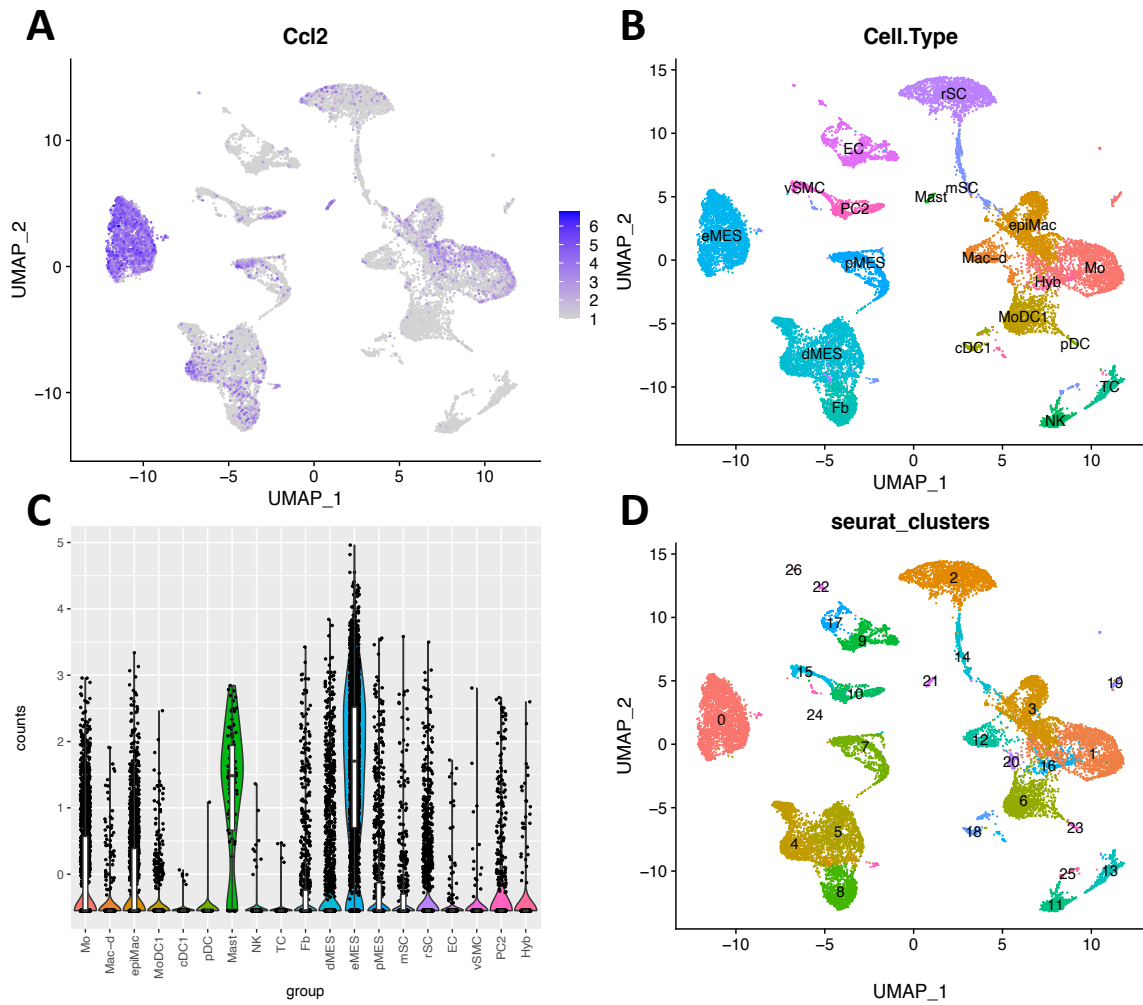 A
Ccl2
UMAP_2
10
0
−10
−10
−5
0
5
10
UMAP_1
6
5
4
3
2
1
B
Cell.Type
UMAP_2
15
10
5
0
−5
−10
−10
−5
0
5
10
UMAP_1
rSC
EC
vSMC
PC2
Mast
mSC
epiMac
eMES
pMES
Mac−d
Mo
Hyb
MoDC1
dMES
cDC1
pDC
Fb
TC
NK
C
counts
5
4
3
2
1
0
Mo
Mac−d
epiMac
MoDC1
cDC1
pDC
Mast
NK
TC
Fb
dMES
eMES
pMES
mSC
rSC
EC
vSMC
PC2
Hyb
group
D
seurat_clusters
UMAP_2
15
10
5
0
−5
−10
−10
−5
0
5
10
UMAP_1
26
22
2
17
9
14
15
10
21
19
24
0
3
12
7
20
16
1
6
4
5
18
23
8
25
13
11